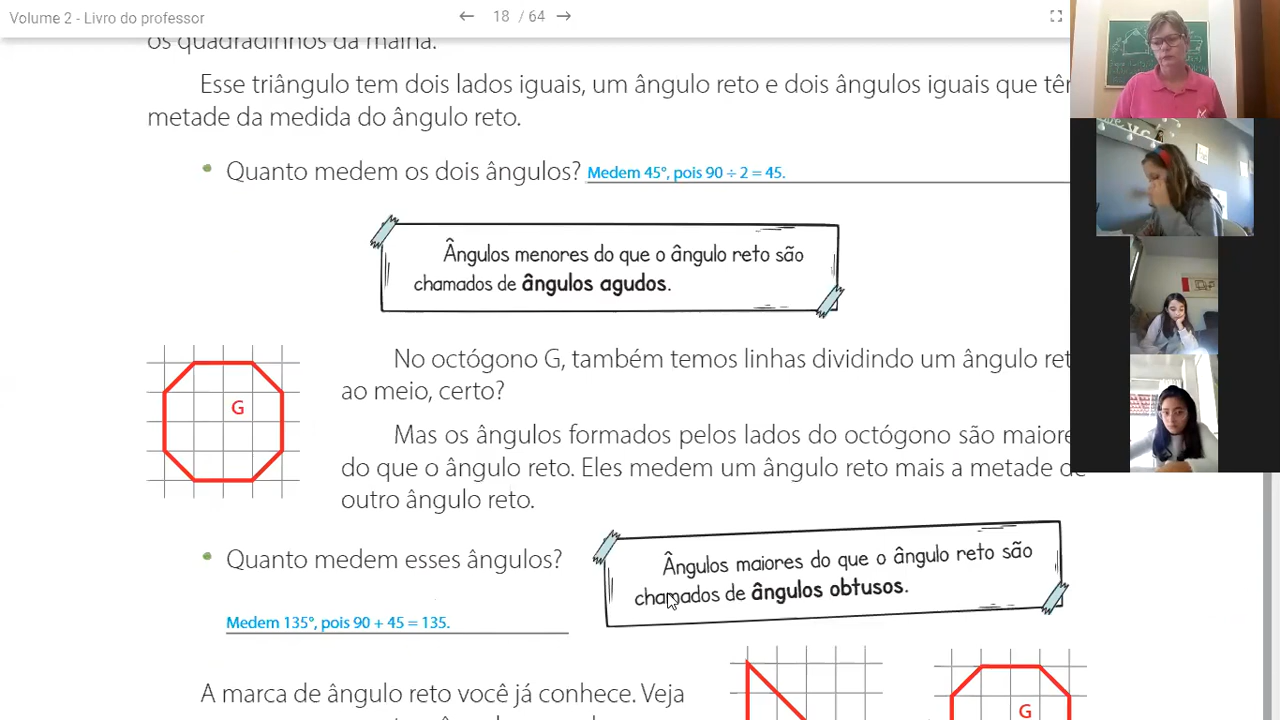 Volume 2 - Livro do professor
18 / 64
os quadradinhos da malha.
Esse triângulo tem dois lados iguais, um ângulo reto e dois ângulos iguais que
metade da medida do ângulo reto.
Quanto medem os dois ângulos? Medem 45°, pois 90 ÷ 2 = 45.
Ângulos menores do que o ângulo reto são
chamados de ângulos agudos.
G
No octógono G, também temos linhas dividindo um ângulo
ao meio, certo?
Mas os ângulos formados pelos lados do octógono são
do que o ângulo reto. Eles medem um ângulo reto mais a metade de
outro ângulo reto.
Quanto medem esses ângulos?
Medem 135°, pois 90 + 45 = 135.
Ângulos maiores do que o ângulo reto são
chamados de ângulos obtusos.
A marca de ângulo reto você já conhece. Veja
G